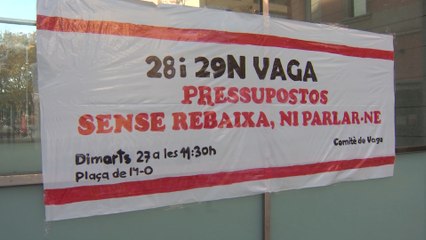 28 i 29N VAGA
PRESSUPOSTOS
SENSE REBAIXA, NI PARLAR-NE
Dimarts 27 a les 11:30h
Plaça de 14-O
Comitè de Vaga